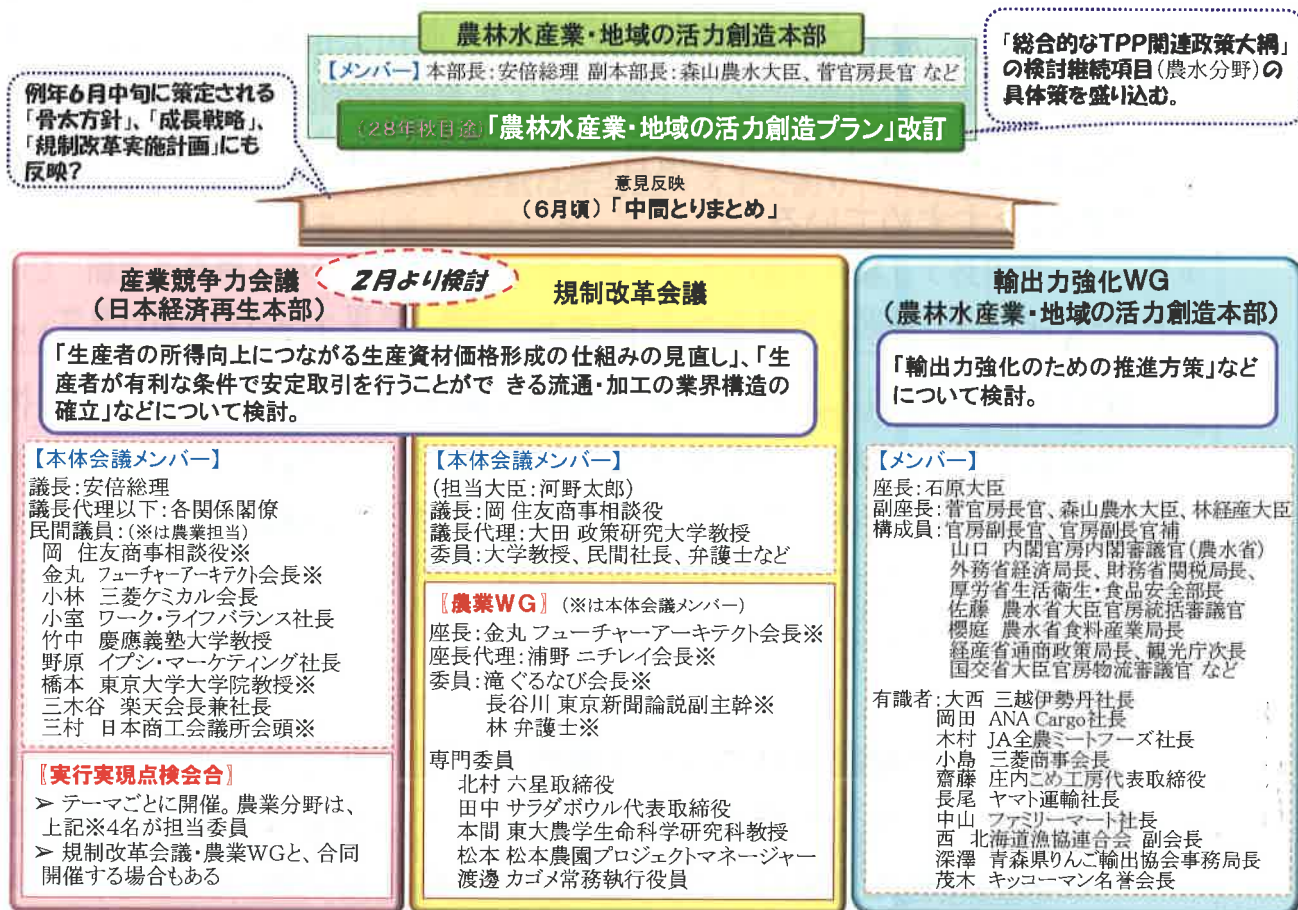 農林水産業・地域の活力創造本部
【メンバー】本部長:安倍総理 副本部長:森山農水大臣、菅官房長官 など
(28年秋目途)「農林水産業・地域の活力創造プラン」改訂
「総合的なTPP関連政策大綱」
の検討継続項目(農水分野)の
具体策を盛り込む。
例年6月中旬に策定される
「骨太方針」、「成長戦略」、
「規制改革実施計画」にも
反映?
意見反映
(6月頃)「中間とりまとめ」
産業競争力会議
(日本経済再生本部)
2月より検討
規制改革会議
「生産者の所得向上につながる生産資材価格形成の仕組みの見直し」、「生
産者が有利な条件で安定取引を行うことがで きる流通・加工の業界構造の
確立」などについて検討。
【本体会議メンバー】
議長:安倍総理
議長代理以下:各関係閣僚
民間議員:(※は農業担当)
岡 住友商事相談役※
金丸 フューチャーアーキテクト会長※
小林 三菱ケミカル会長
小室 ワーク・ライフバランス社長
竹中 慶應義塾大学教授
野原 イプシ・マーケティング社長
橋本 東京大学大学院教授※
三木谷 楽天会長兼社長
三村 日本商工会議所会頭※
〖実行実現点検会合〗
➢ テーマごとに開催。農業分野は、
上記※4名が担当委員
➢ 規制改革会議・農業WGと、合同
開催する場合もある
【本体会議メンバー】
(担当大臣:河野太郎)
議長:岡 住友商事相談役
議長代理:大田 政策研究大学教授
委員:大学教授、民間社長、弁護士など
〖農業WG〗(※は本体会議メンバー)
座長:金丸 フューチャーアーキテクト会長※
座長代理:浦野 ニチレイ会長※
委員:滝 ぐるなび会長※
長谷川 東京新聞論説副主幹※
林 弁護士※
専門委員
北村 六星取締役
田中 サラダボウル代表取締役
本間 東大農学生命科学研究科教授
松本 松本農園プロジェクトマネージャー
渡邊 カゴメ常務執行役員
輸出力強化WG
(農林水産業・地域の活力創造本部)
「輸出力強化のための推進方策」など
について検討。
【メンバー】
座長:石原大臣
副座長:菅官房長官、森山農水大臣、林経産大臣
構成員:官房副長官、官房副長官補
山口 内閣官房内閣審議官(農水省)
外務省経済局長、財務省関税局長、
厚労省生活衛生・食品安全部長
佐藤 農水省大臣官房統括審議官
櫻庭 農水省食料産業局長
経産省通商政策局長、観光庁次長
国交省大臣官房物流審議官 など
有識者:大西 三越伊勢丹社長
岡田 ANA Cargo社長
木村 JA全農ミートフーズ社長
小島 三菱商事会長
齋藤 庄内こめ工房代表取締役
長尾 ヤマト運輸社長
中山 ファミリーマート社長
西 北海道漁協連合会 副会長
深澤 青森県りんご輸出協会事務局長
茂木 キッコーマン名誉会長